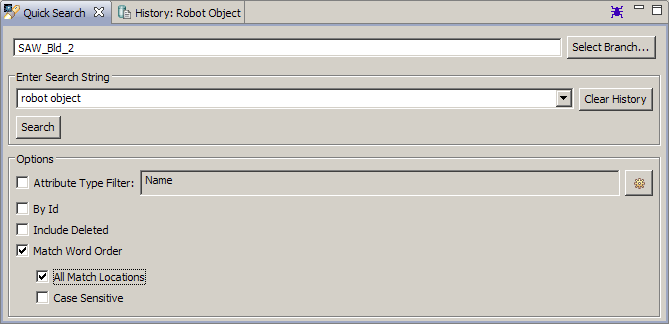 Quick Search
History: Robot Object
SAW_Bld_2
Select Branch...
Enter Search String
robot object
Clear History
Search
Options
Attribute Type Filter:
Name
By Id
Include Deleted
Match Word Order
All Match Locations
Case Sensitive